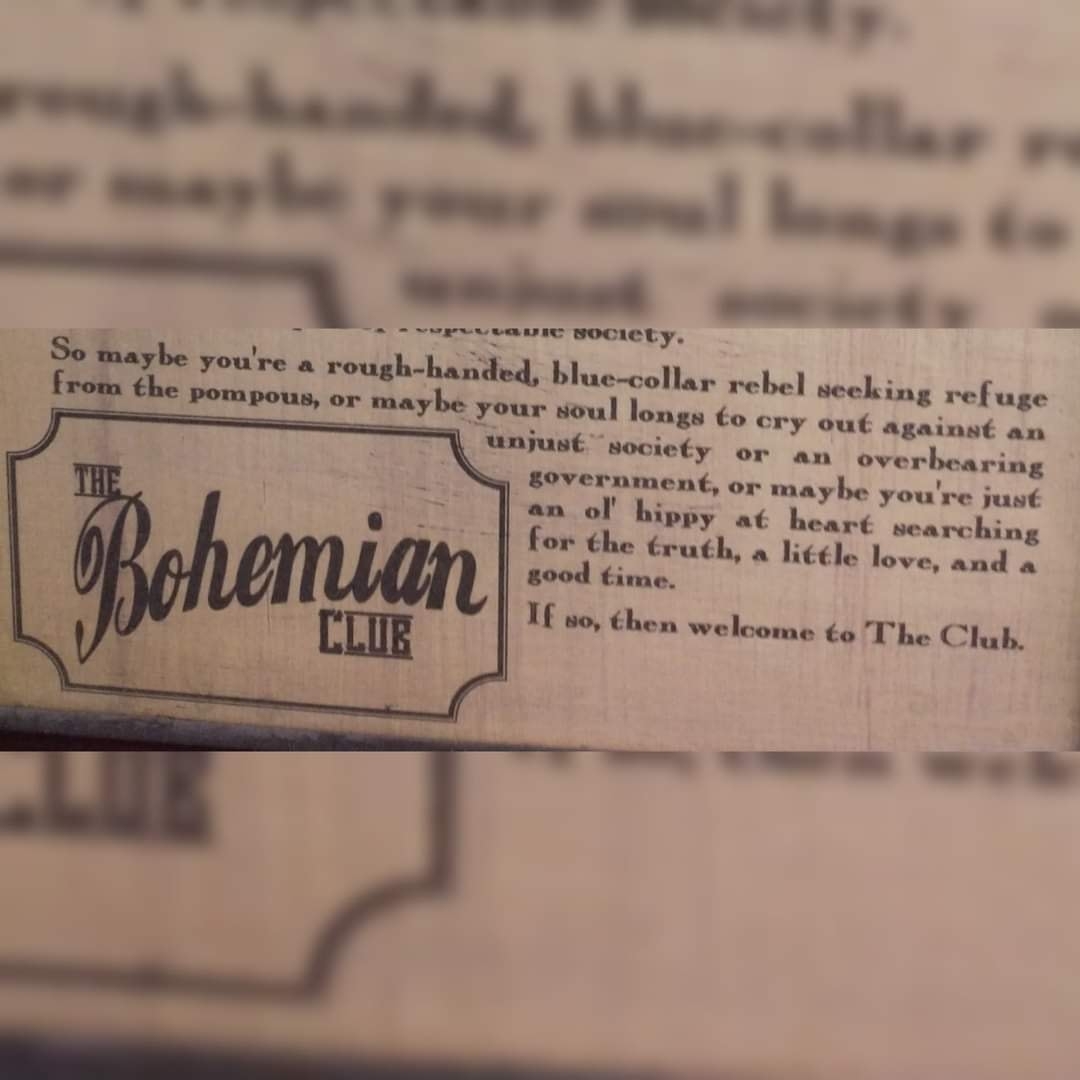 respectable society.
So maybe you're a rough-handed, blue-collar rebel seeking refuge
from the pompous, or maybe your soul longs to cry out against an
unjust society or an overbearing
government, or maybe you're just
an ol' hippy at heart searching
for the truth, a little love, and a
good time.
If so, then welcome to The Club.
THE
Bohemian
CLUB